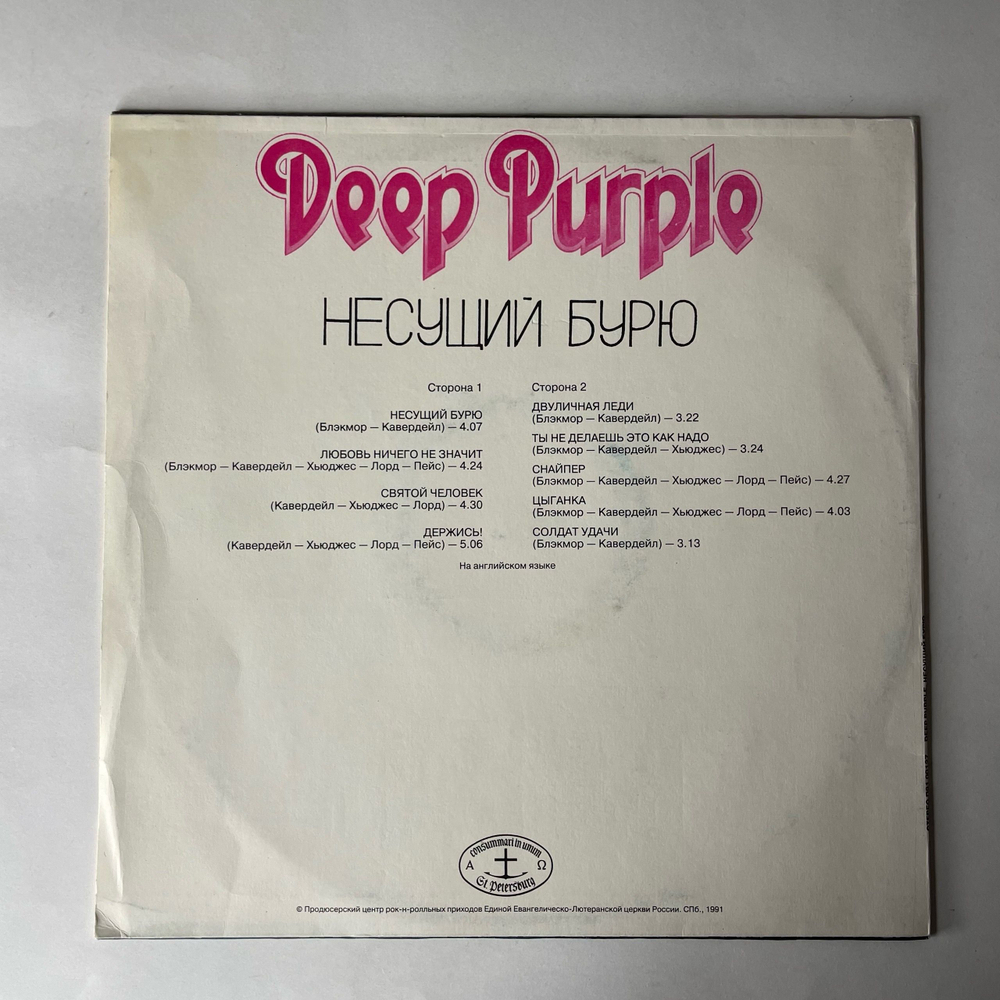 Deep Purple
НЕСУЩИЙ БУРЮ
Сторона 1
НЕСУЩИЙ БУРЮ
(Блэкмор — Кавердейл) — 4.07
ЛЮБОВЬ НИЧЕГО НЕ ЗНАЧИТ
(Блэкмор — Кавердейл — Хьюджес — Лорд — Пейс) — 4.24
СВЯТОЙ ЧЕЛОВЕК
(Кавердейл — Хьюджес — Лорд) — 4.30
ДЕРЖИСЬ!
(Кавердейл — Хьюджес — Лорд — Пейс) — 5.06
Сторона 2
ДВУЛИЧНАЯ ЛЕДИ
(Блэкмор — Кавердейл) — 3.22
ТЫ НЕ ДЕЛАЕШЬ ЭТО КАК НАДО
(Блэкмор — Кавердейл — Хьюджес) — 3.24
СНАЙПЕР
(Блэкмор — Кавердейл — Хьюджес — Лорд — Пейс) — 4.27
ЦЫГАНКА
(Блэкмор — Кавердейл — Хьюджес — Лорд — Пейс) — 4.03
СОЛДАТ УДАЧИ
(Блэкмор — Кавердейл) — 3.13
На английском языке
consummari in unum
Α Ω
St. Petersburg
© Продюсерский центр рок-н-ролльных приходов Единой Евангелическо-Лютеранской церкви России. СПб., 1991